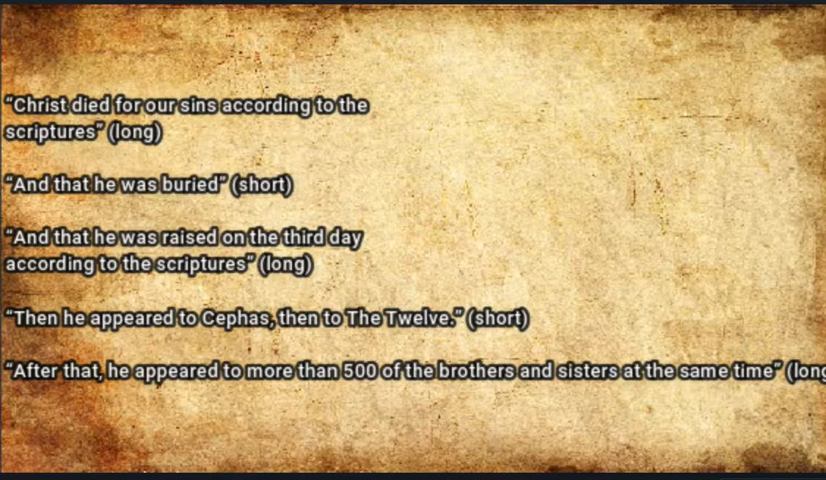 “Christ died for our sins according to the
scriptures” (long)
“And that he was buried” (short)
“And that he was raised on the third day
according to the scriptures” (long)
“Then he appeared to Cephas, then to The Twelve.” (short)
“After that, he appeared to more than 500 of the brothers and sisters at the same time” (long